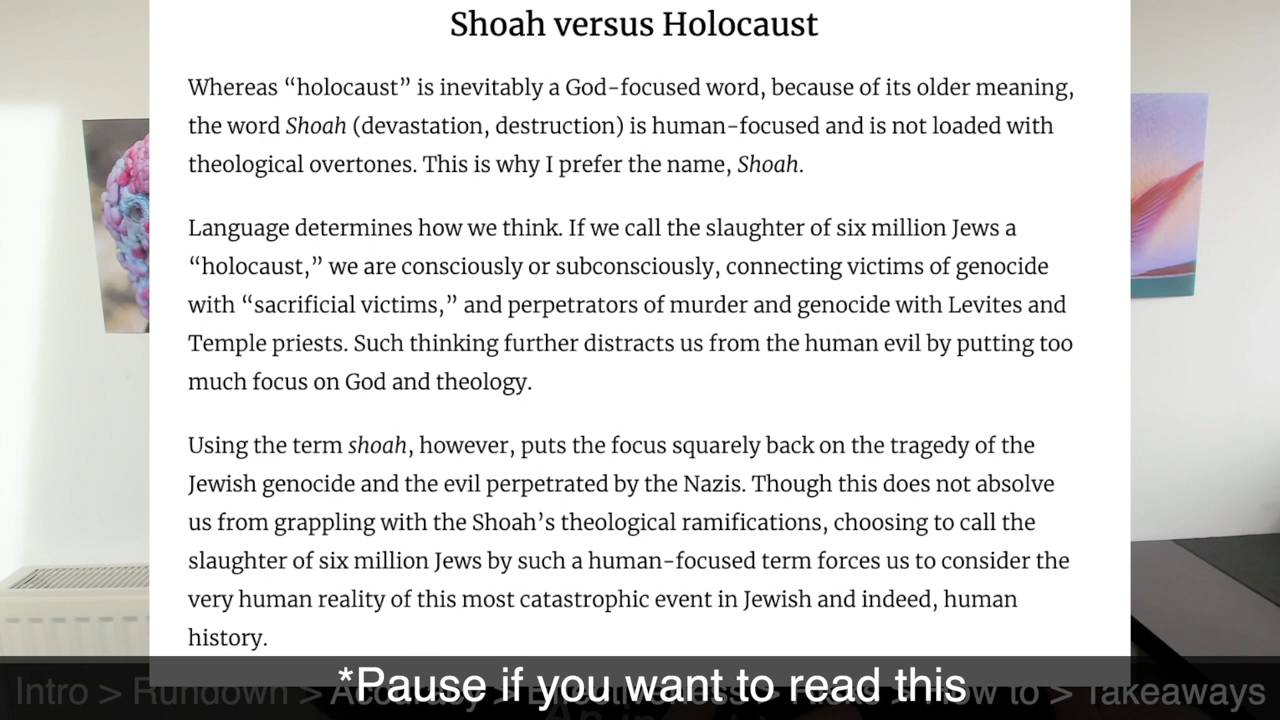 Shoah versus Holocaust
Whereas “holocaust” is inevitably a God-focused word, because of its older meaning,
the word Shoah (devastation, destruction) is human-focused and is not loaded with
theological overtones. This is why I prefer the name, Shoah.
Language determines how we think. If we call the slaughter of six million Jews a
“holocaust,” we are consciously or subconsciously, connecting victims of genocide
with “sacrificial victims,” and perpetrators of murder and genocide with Levites and
Temple priests. Such thinking further distracts us from the human evil by putting too
much focus on God and theology.
Using the term shoah, however, puts the focus squarely back on the tragedy of the
Jewish genocide and the evil perpetrated by the Nazis. Though this does not absolve
us from grappling with the Shoah’s theological ramifications, choosing to call the
slaughter of six million Jews by such a human-focused term forces us to consider the
very human reality of this most catastrophic event in Jewish and indeed, human
history.
*Pause if you want to read this
Intro > Rundown > > > > How to > Takeaways